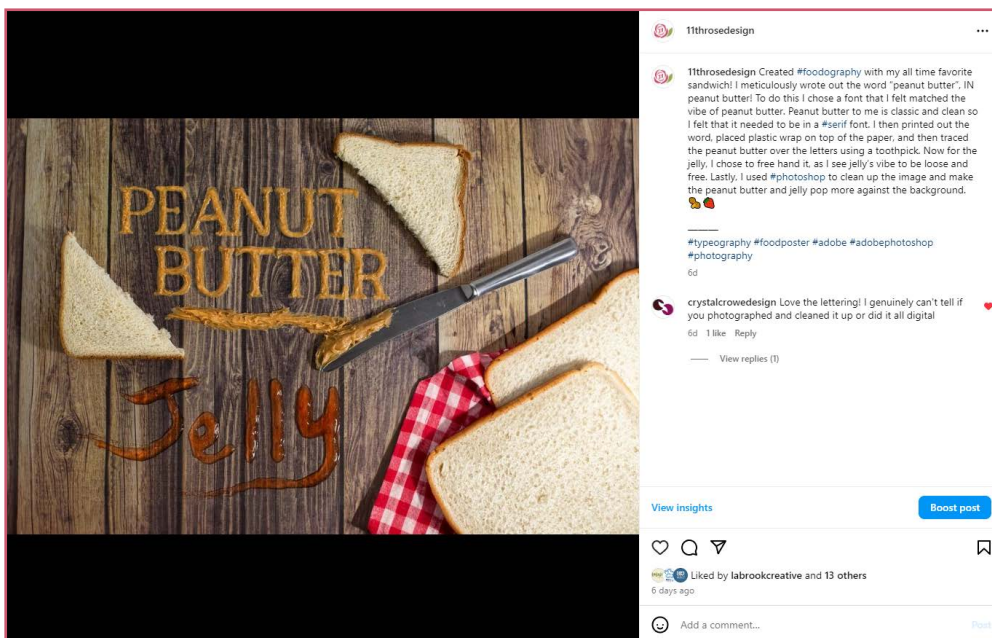 PEANUT
BUTTER
Jelly
11throsedesign
11throsedesign Created #foodography with my all time favorite
sandwich! I meticulously wrote out the word "peanut butter", IN
peanut butter! To do this I chose a font that I felt matched the
vibe of peanut butter. Peanut butter to me is classic and clean so
I felt that it needed to be in a #serif font. I then printed out the
word, placed plastic wrap on top of the paper, and then traced
the peanut butter over the letters using a toothpick. Now for the
jelly, I chose to free hand it, as I see jelly's vibe to be loose and
free. Lastly, I used #photoshop to clean up the image and make
the peanut butter and jelly pop more against the background.
🥜🍓
———
#typeography #foodposter #adobe #adobephotoshop
#photography
6d
crystalcrowedesign Love the lettering! I genuinely can't tell if
you photographed and cleaned it up or did it all digital
6d 1 like Reply
View replies (1)
View insights
Boost post
Liked by labrookcreative and 13 others
6 days ago
Add a comment...
Post